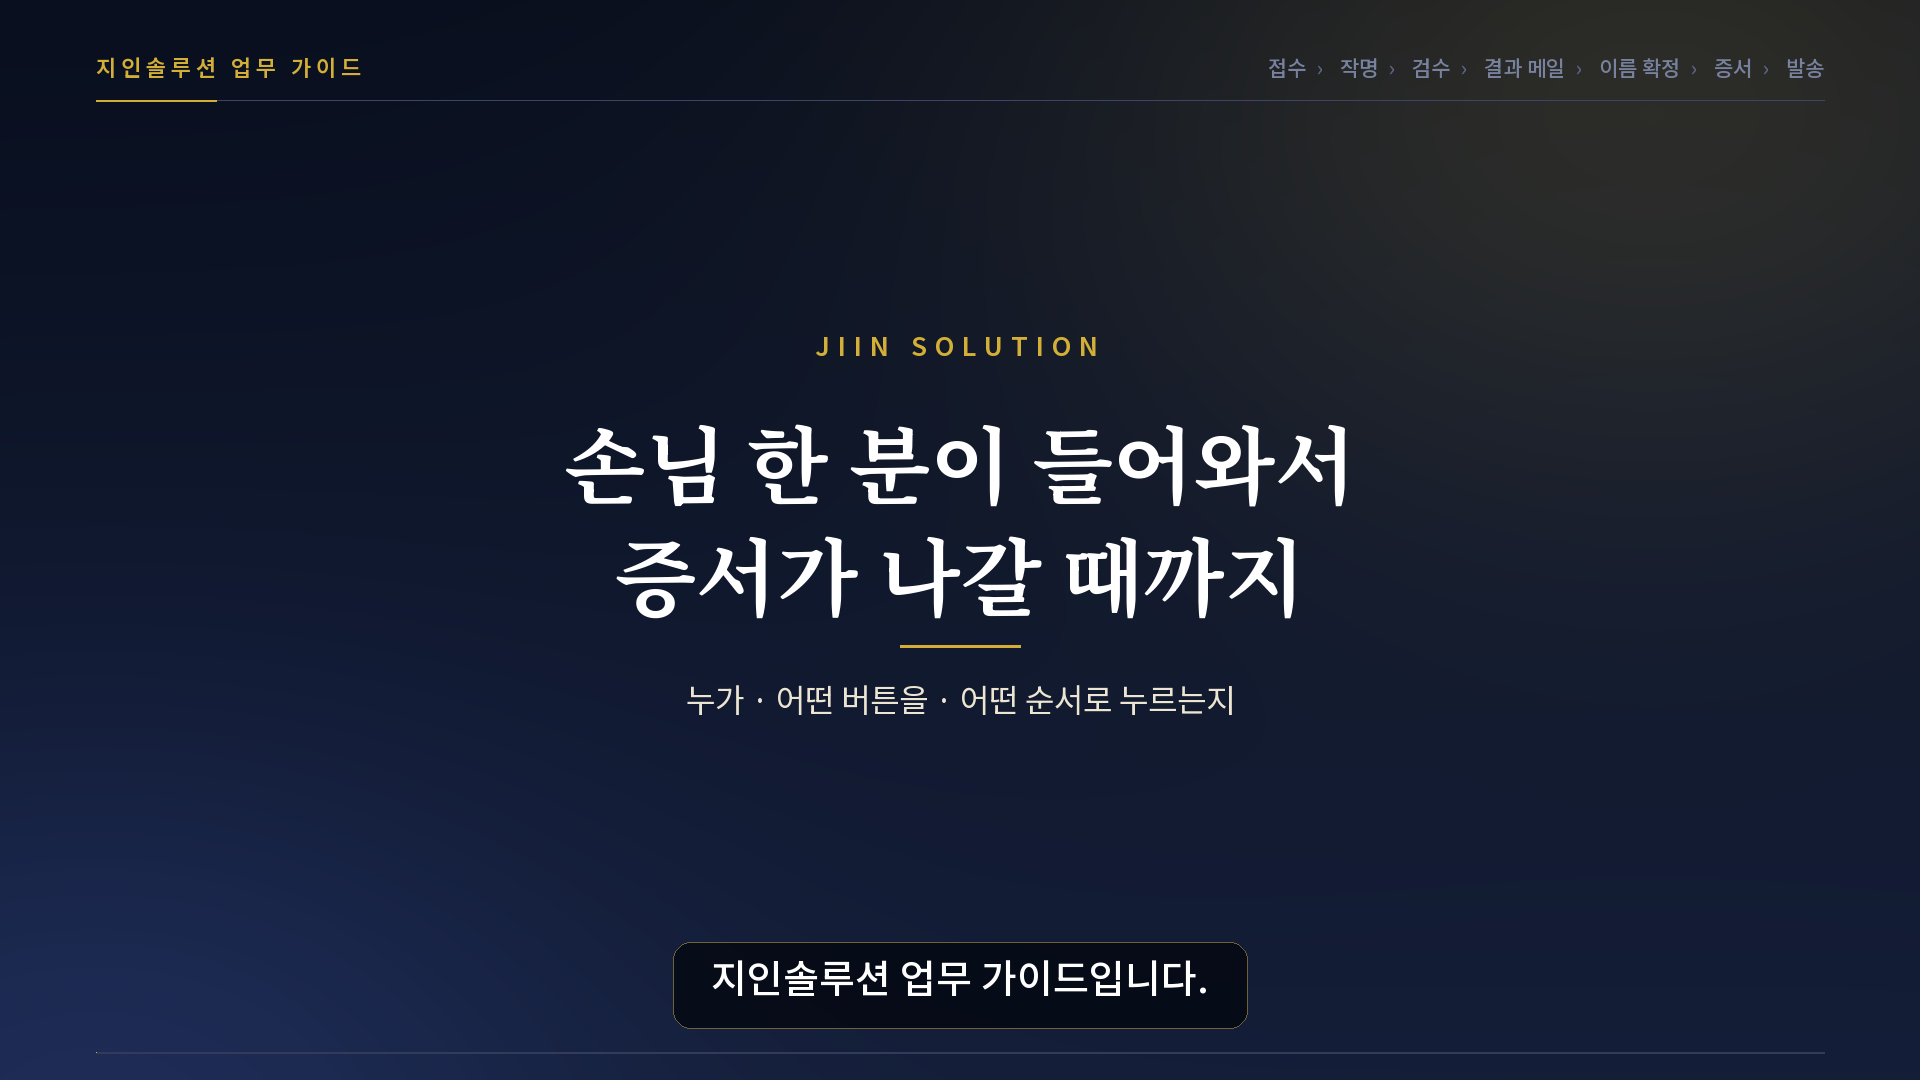 지인솔루션 업무 가이드
접수 › 작명 › 검수 › 결과 메일 › 이름 확정 › 증서 › 발송
JIIN SOLUTION
손님 한 분이 들어와서
증서가 나갈 때까지
누가 · 어떤 버튼을 · 어떤 순서로 누르는지
지인솔루션 업무 가이드입니다.